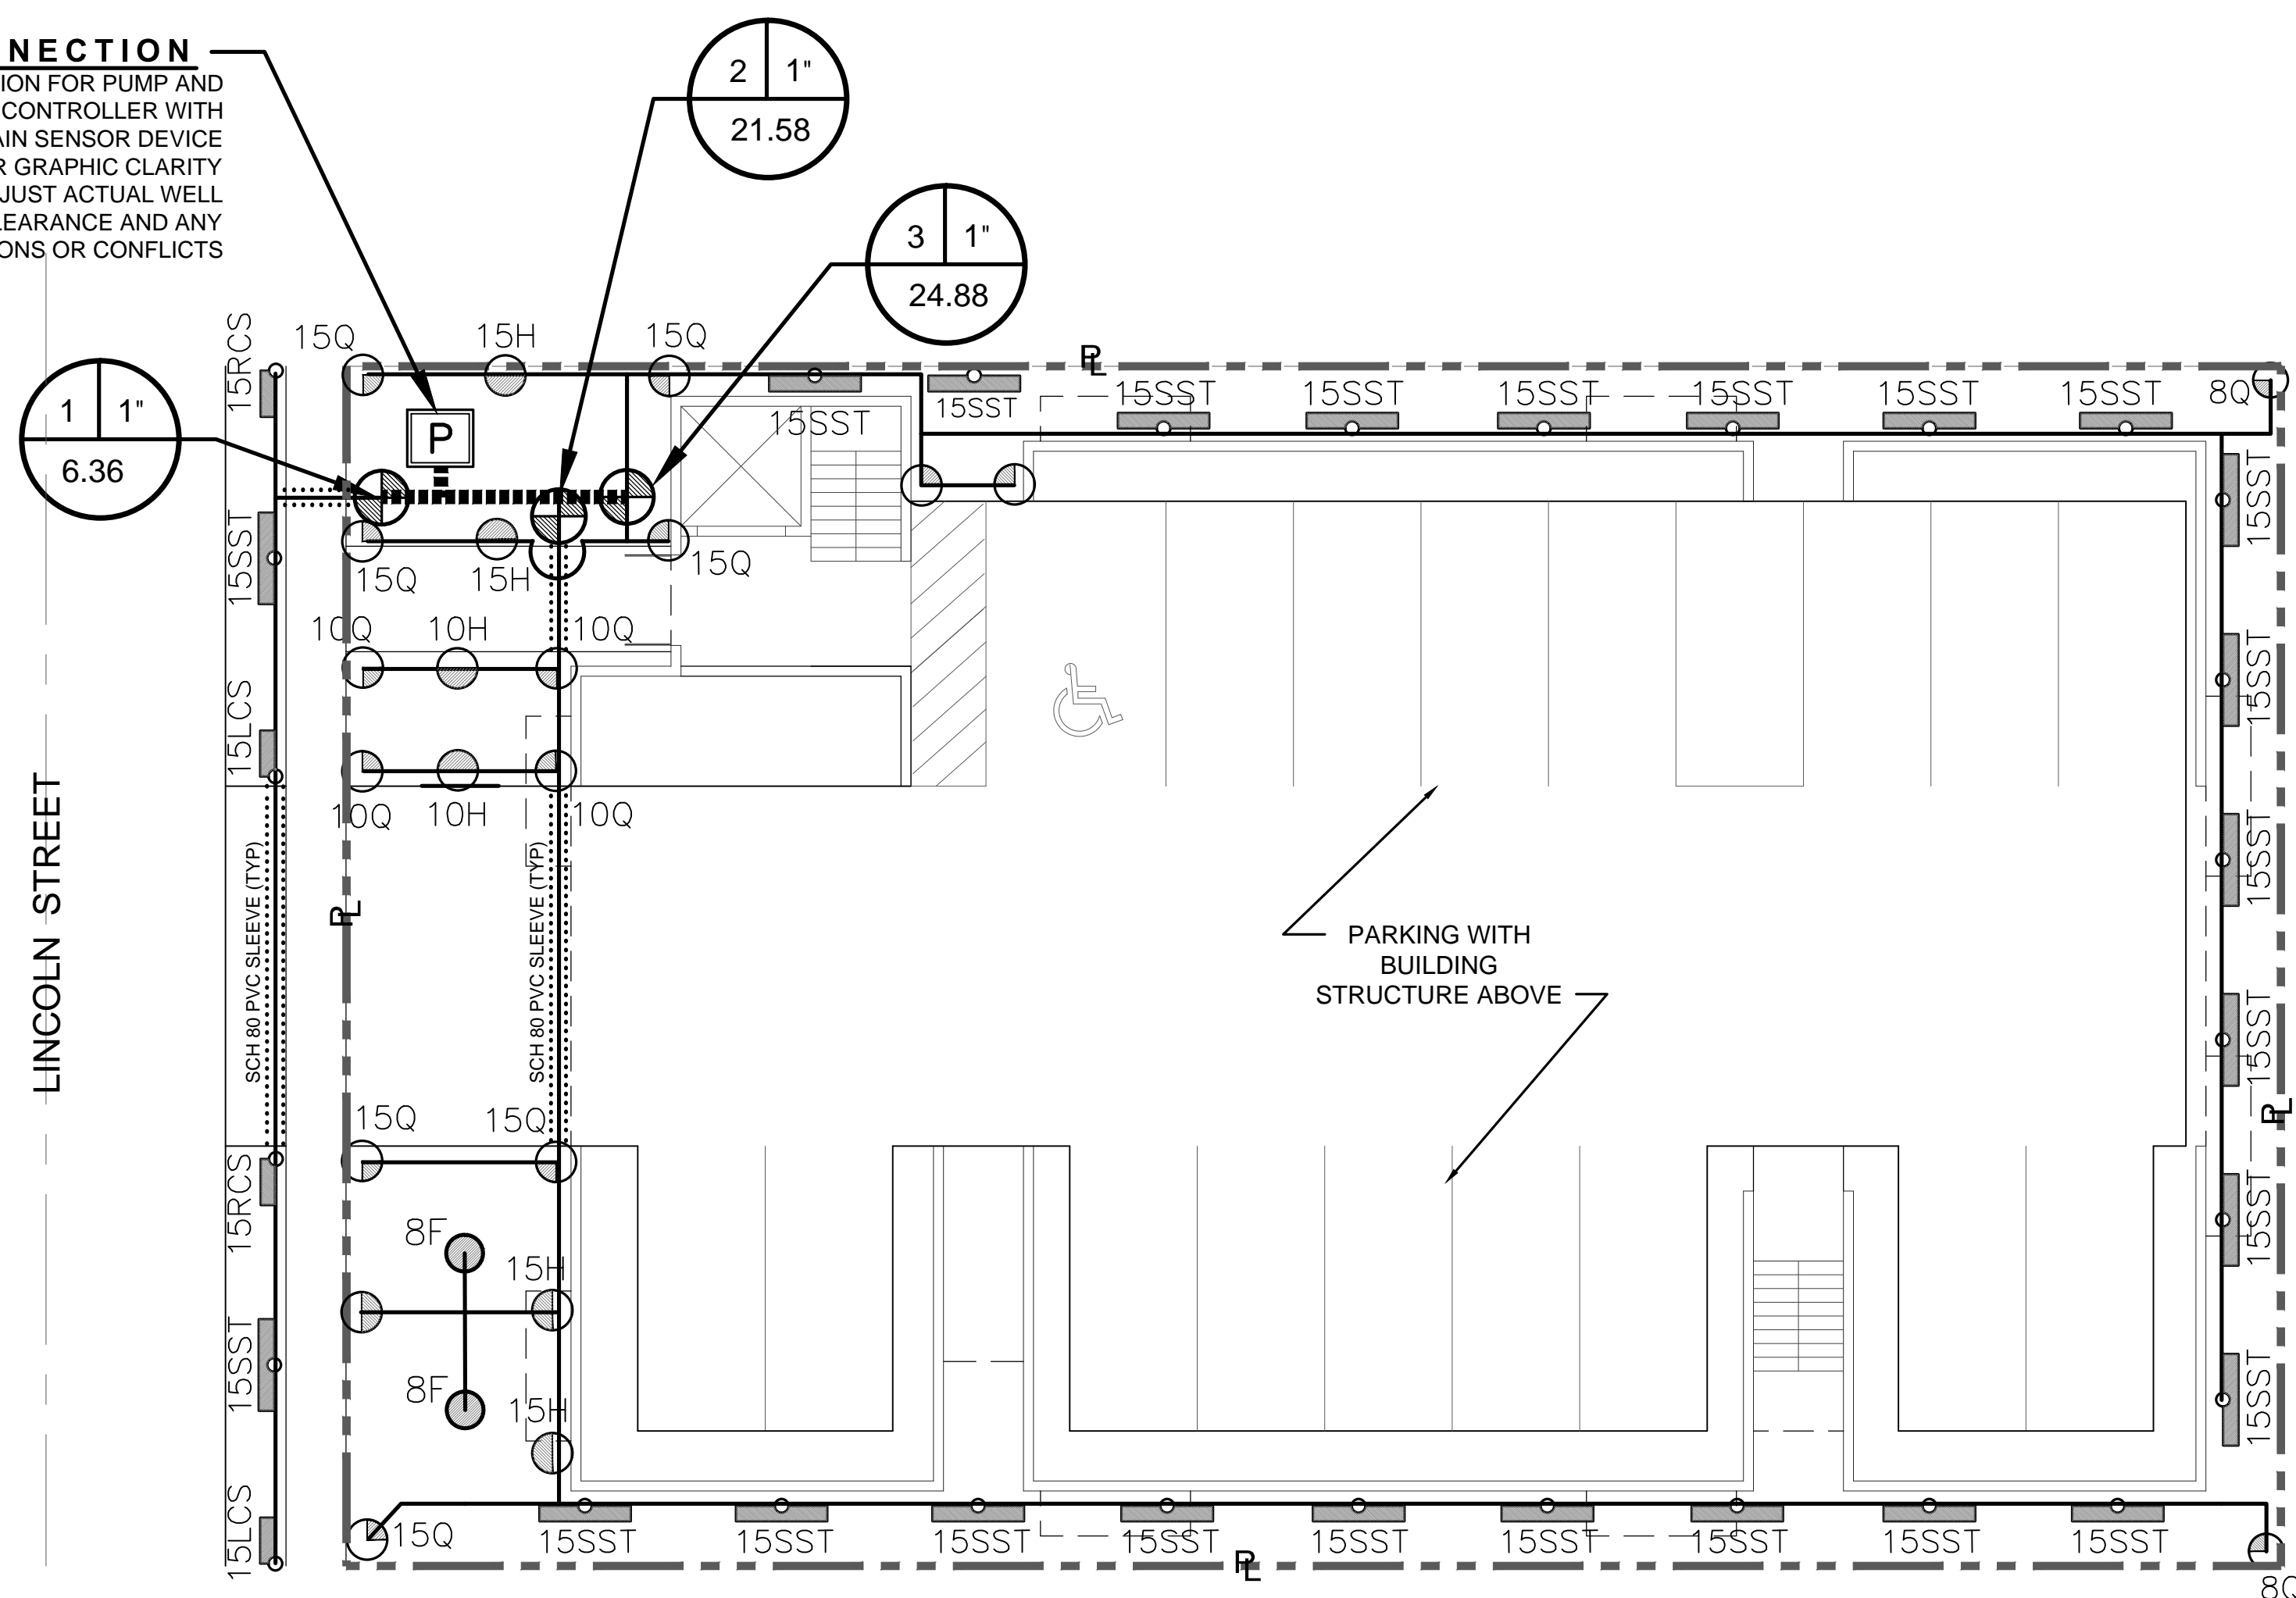 NECTION
ION FOR PUMP AND
CONTROLLER WITH
AIN SENSOR DEVICE
R GRAPHIC CLARITY
JUST ACTUAL WELL
LEARANCE AND ANY
ONS OR CONFLICTS
2 1"
21.58
3 1"
24.88
1 1"
6.36
P
15RCS
15Q
15H
15Q
15SST
15SST
15SST
15SST
15SST
15SST
15SST
15SST
8Q
PL
15SST
15Q
15H
15Q
10Q
10H
10Q
15LCS
10Q
10H
10Q
LINCOLN STREET
SCH 80 PVC SLEEVE (TYP)
PL
SCH 80 PVC SLEEVE (TYP)
PARKING WITH
BUILDING
STRUCTURE ABOVE
15SST
15SST
15SST
15SST
15SST
15SST
PL
15Q
15Q
15RCS
8F
15H
15SST
8F
15H
15LCS
15Q
15SST
15SST
15SST
15SST
15SST
15SST
15SST
15SST
15SST
PL
8Q